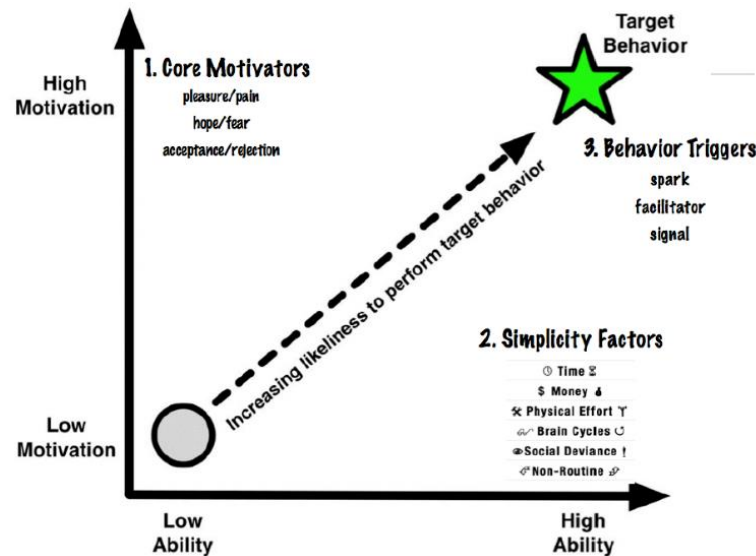 Target
Behavior
High
Motivation
1. Core Motivators
pleasure/pain
hope/fear
acceptance/rejection
3. Behavior Triggers
spark
facilitator
signal
Increasing likeliness to perform target behavior
2. Simplicity Factors
Time
$ Money
Physical Effort
Brain Cycles
Social Deviance
Non-Routine
Low
Motivation
Low
Ability
High
Ability